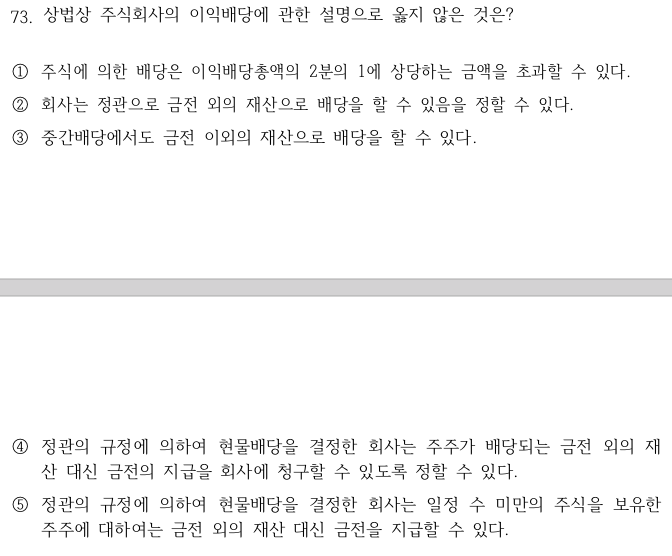 73. 상법상 주식회사의 이익배당에 관한 설명으로 옳지 않은 것은?
① 주식에 의한 배당은 이익배당총액의 2분의 1에 상당하는 금액을 초과할 수 있다.
② 회사는 정관으로 금전 외의 재산으로 배당을 할 수 있음을 정할 수 있다.
③ 중간배당에서도 금전 이외의 재산으로 배당을 할 수 있다.
④ 정관의 규정에 의하여 현물배당을 결정한 회사는 주주가 배당되는 금전 외의 재
산 대신 금전의 지급을 회사에 청구할 수 있도록 정할 수 있다.
⑤ 정관의 규정에 의하여 현물배당을 결정한 회사는 일정 수 미만의 주식을 보유한
주주에 대하여는 금전 외의 재산 대신 금전을 지급할 수 있다.